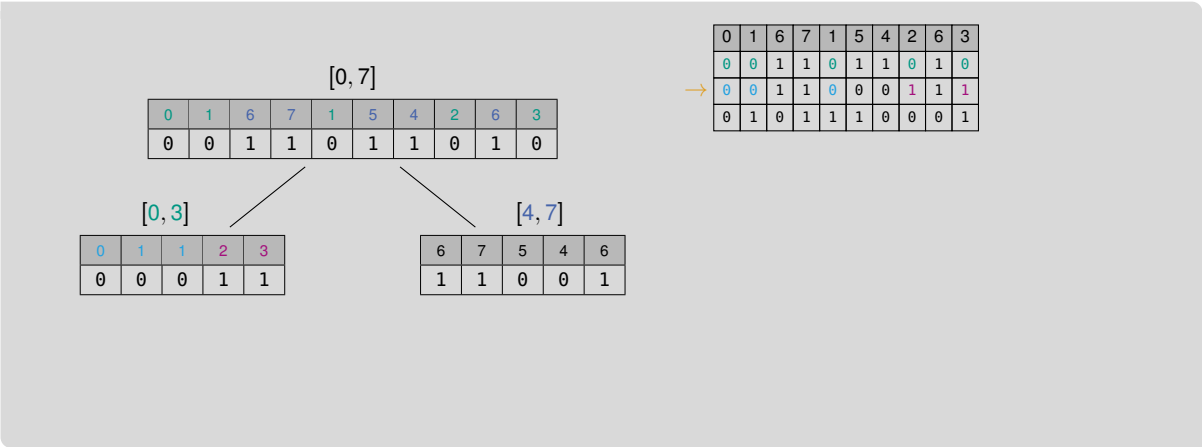 [0, 7]
0 1 6 7 1 5 4 2 6 3
0 0 1 1 0 1 1 0 1 0
[0, 3]
0 1 1 2 3
0 0 0 1 1
[4, 7]
6 7 5 4 6
1 1 0 0 1
0 1 6 7 1 5 4 2 6 3
0 0 1 1 0 1 1 0 1 0
→ 0 0 1 1 0 0 0 1 1 1
0 1 0 1 1 1 0 0 0 1